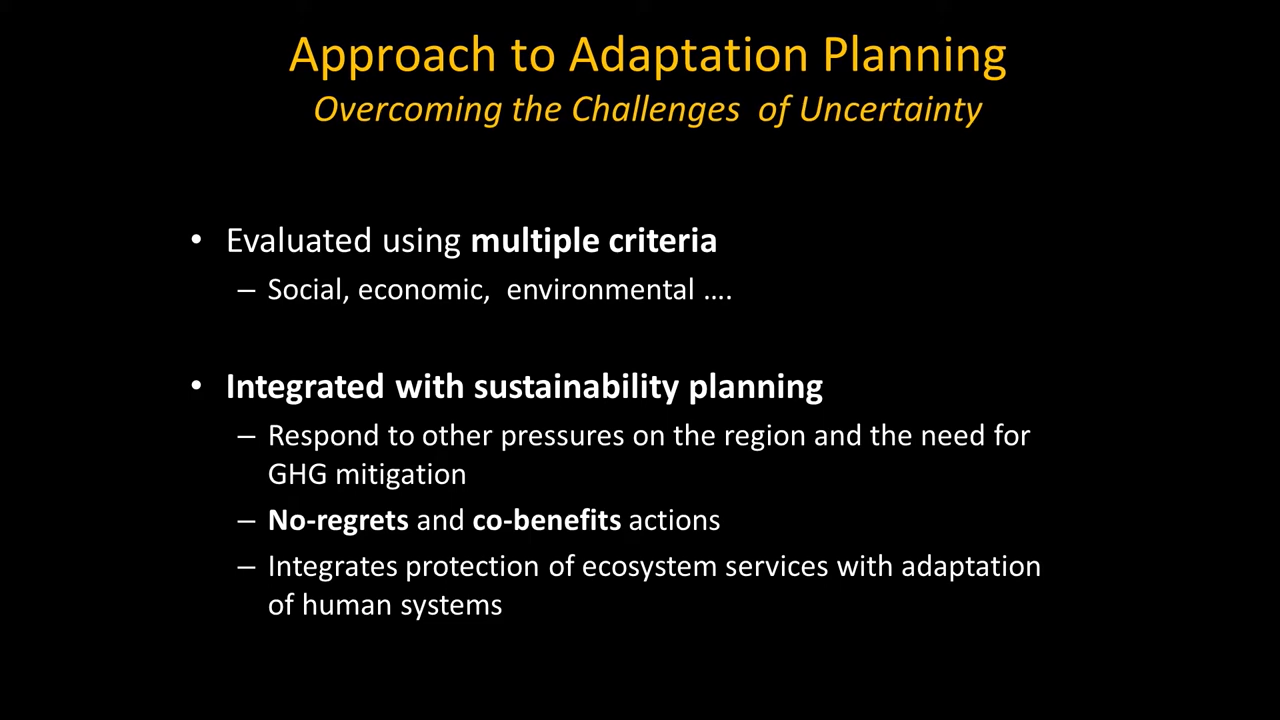 Approach to Adaptation Planning
Overcoming the Challenges  of Uncertainty
• Evaluated using multiple criteria
– Social, economic,  environmental ….
• Integrated with sustainability planning
– Respond to other pressures on the region and the need for
GHG mitigation
– No-regrets and co-benefits actions
– Integrates protection of ecosystem services with adaptation
of human systems